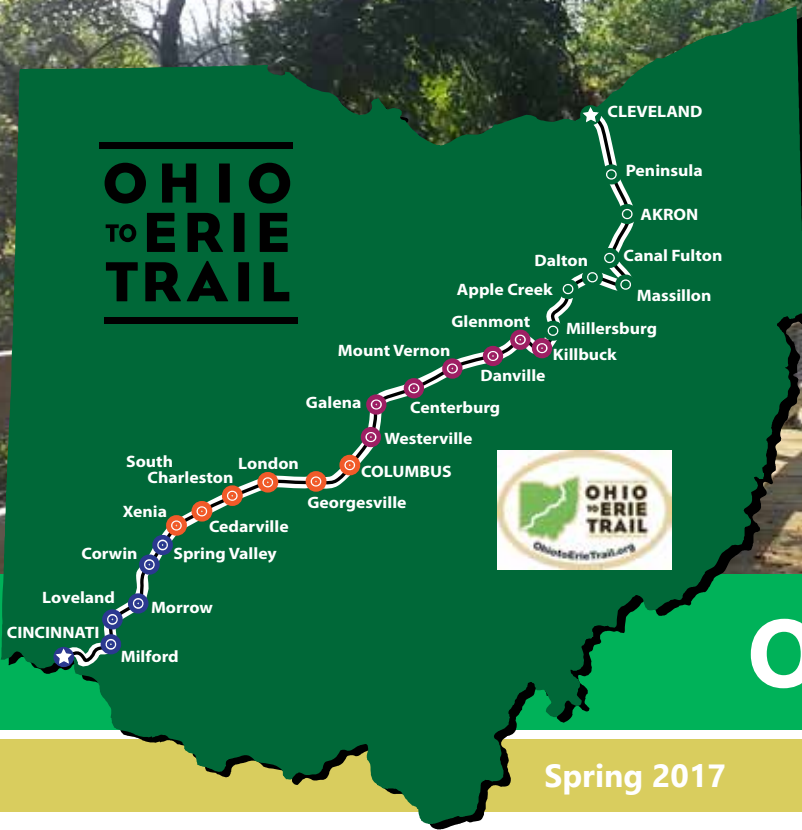 OHIO
TO ERIE
TRAIL
CLEVELAND
Peninsula
AKRON
Canal Fulton
Dalton
Massillon
Apple Creek
Millersburg
Glenmont
Killbuck
Mount Vernon
Danville
Galena
Centerburg
Westerville
COLUMBUS
London
South
Charleston
Georgesville
Xenia
Cedarville
Spring Valley
Corwin
Loveland
Morrow
CINCINNATI
Milford
OHIO
TO ERIE
TRAIL
OhiotoErieTrail.org
O
Spring 2017